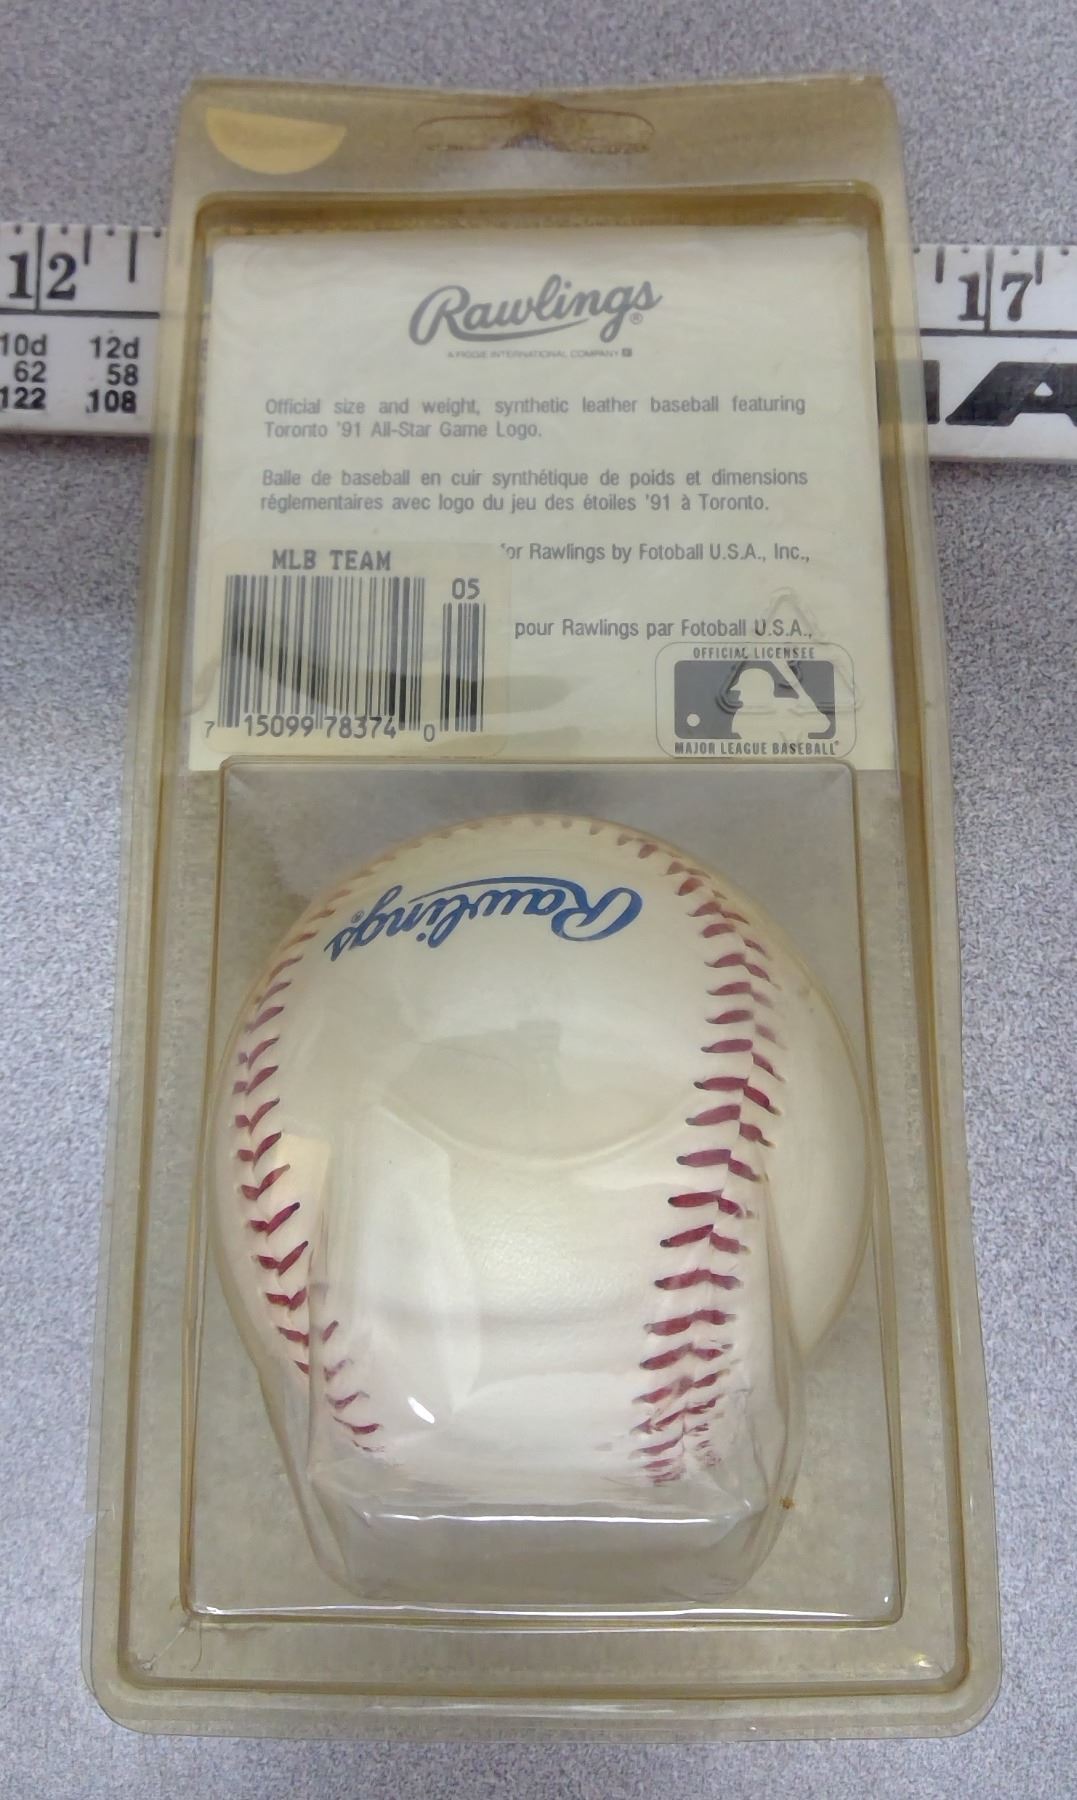 12
17
10d 12d
62 58
122 108
Rawlings®
A FIGGIE INTERNATIONAL COMPANY
Official size and weight, synthetic leather baseball featuring
Toronto '91 All-Star Game Logo.
Balle de baseball en cuir synthétique de poids et dimensions
réglementaires avec logo du jeu des étoiles '91 à Toronto.
for Rawlings by Fotoball U.S.A., Inc.,
pour Rawlings par Fotoball U.S.A.,
MLB TEAM
05
7 15099 78374 0
OFFICIAL LICENSEE
MAJOR LEAGUE BASEBALL®
Rawlings®